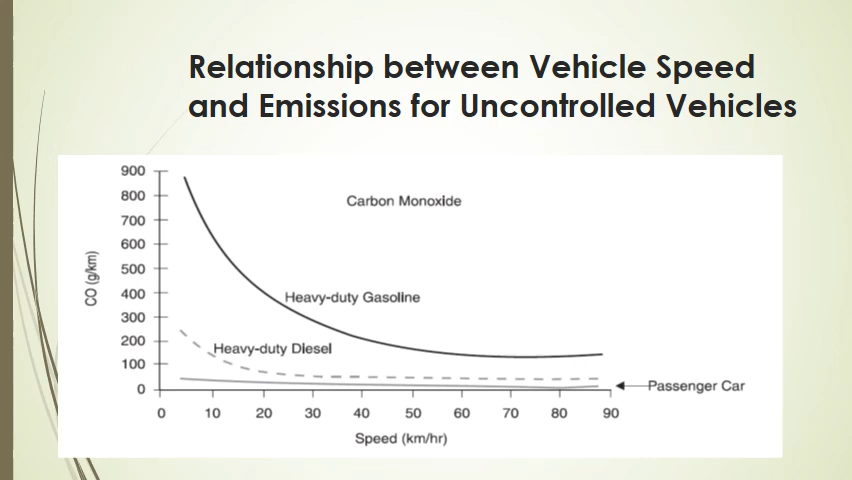 Relationship between Vehicle Speed
and Emissions for Uncontrolled Vehicles
900
Carbon Monoxide
800
700
600
CO (g/km)
500
400
Heavy-duty Gasoline
300
200
Heavy-duty Diesel
100
0
Passenger Car
0 10 20 30 40 50 60 70 80 90
Speed (km/hr)